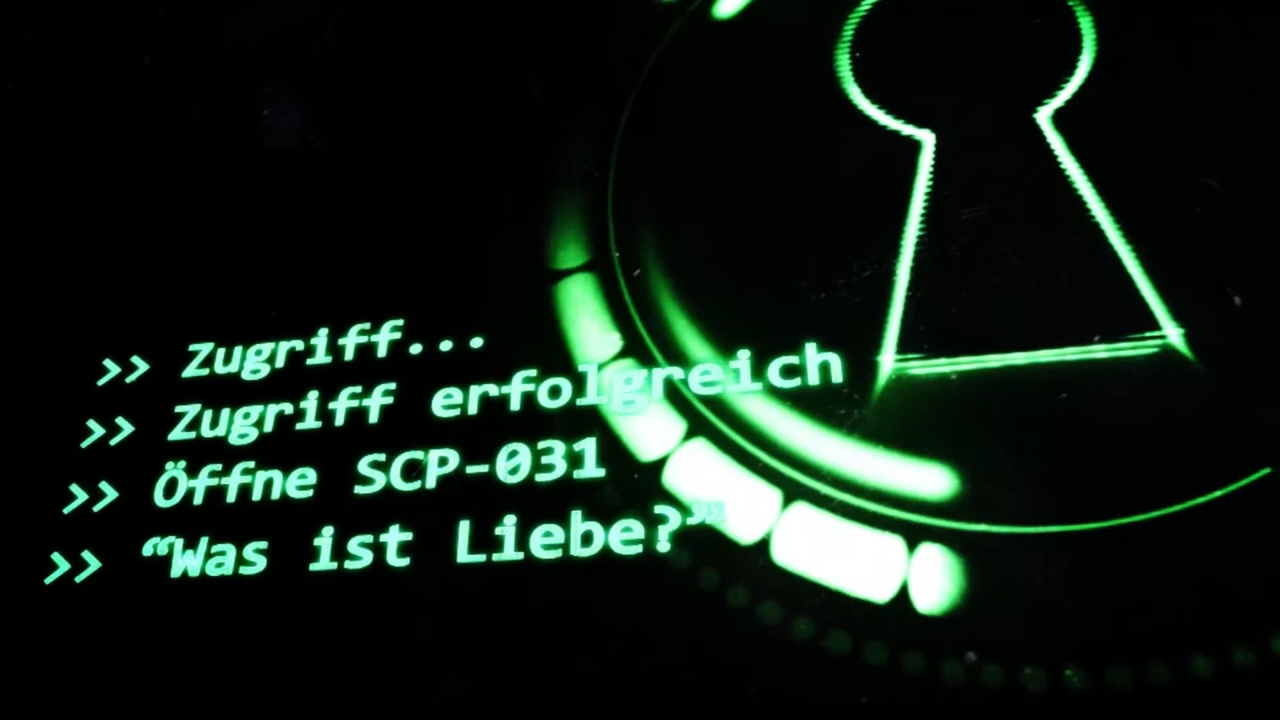 >> Zugriff...
>> Zugriff erfolgreich
>> Öffne SCP-031
>> “Was ist Liebe?”